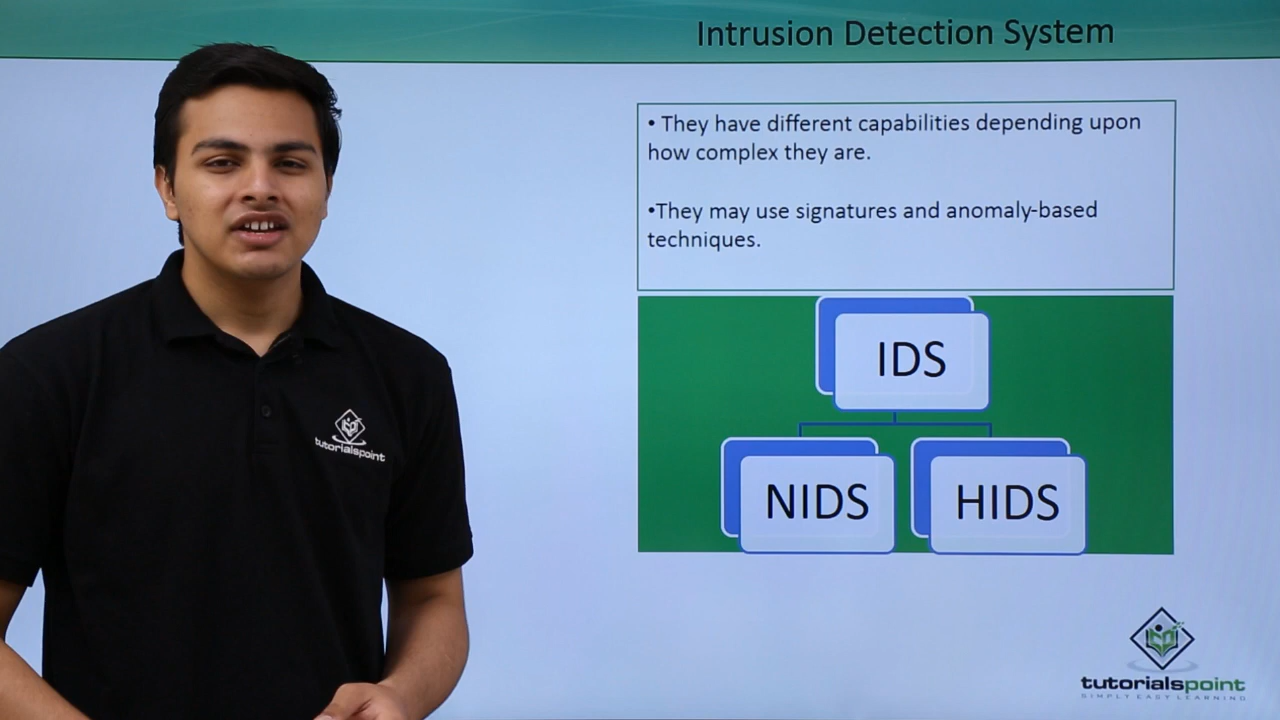 Intrusion Detection System
• They have different capabilities depending upon
how complex they are.
•They may use signatures and anomaly-based
techniques.
IDS
NIDS
HIDS
tutorialspoint
tutorialspoint
SIMPLY EASY LEARNING